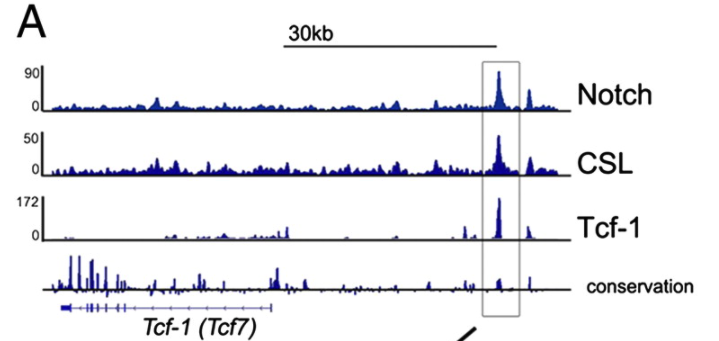 A
30kb
90
0
Notch
50
0
CSL
172
0
Tcf-1
conservation
Tcf-1 (Tcf7)